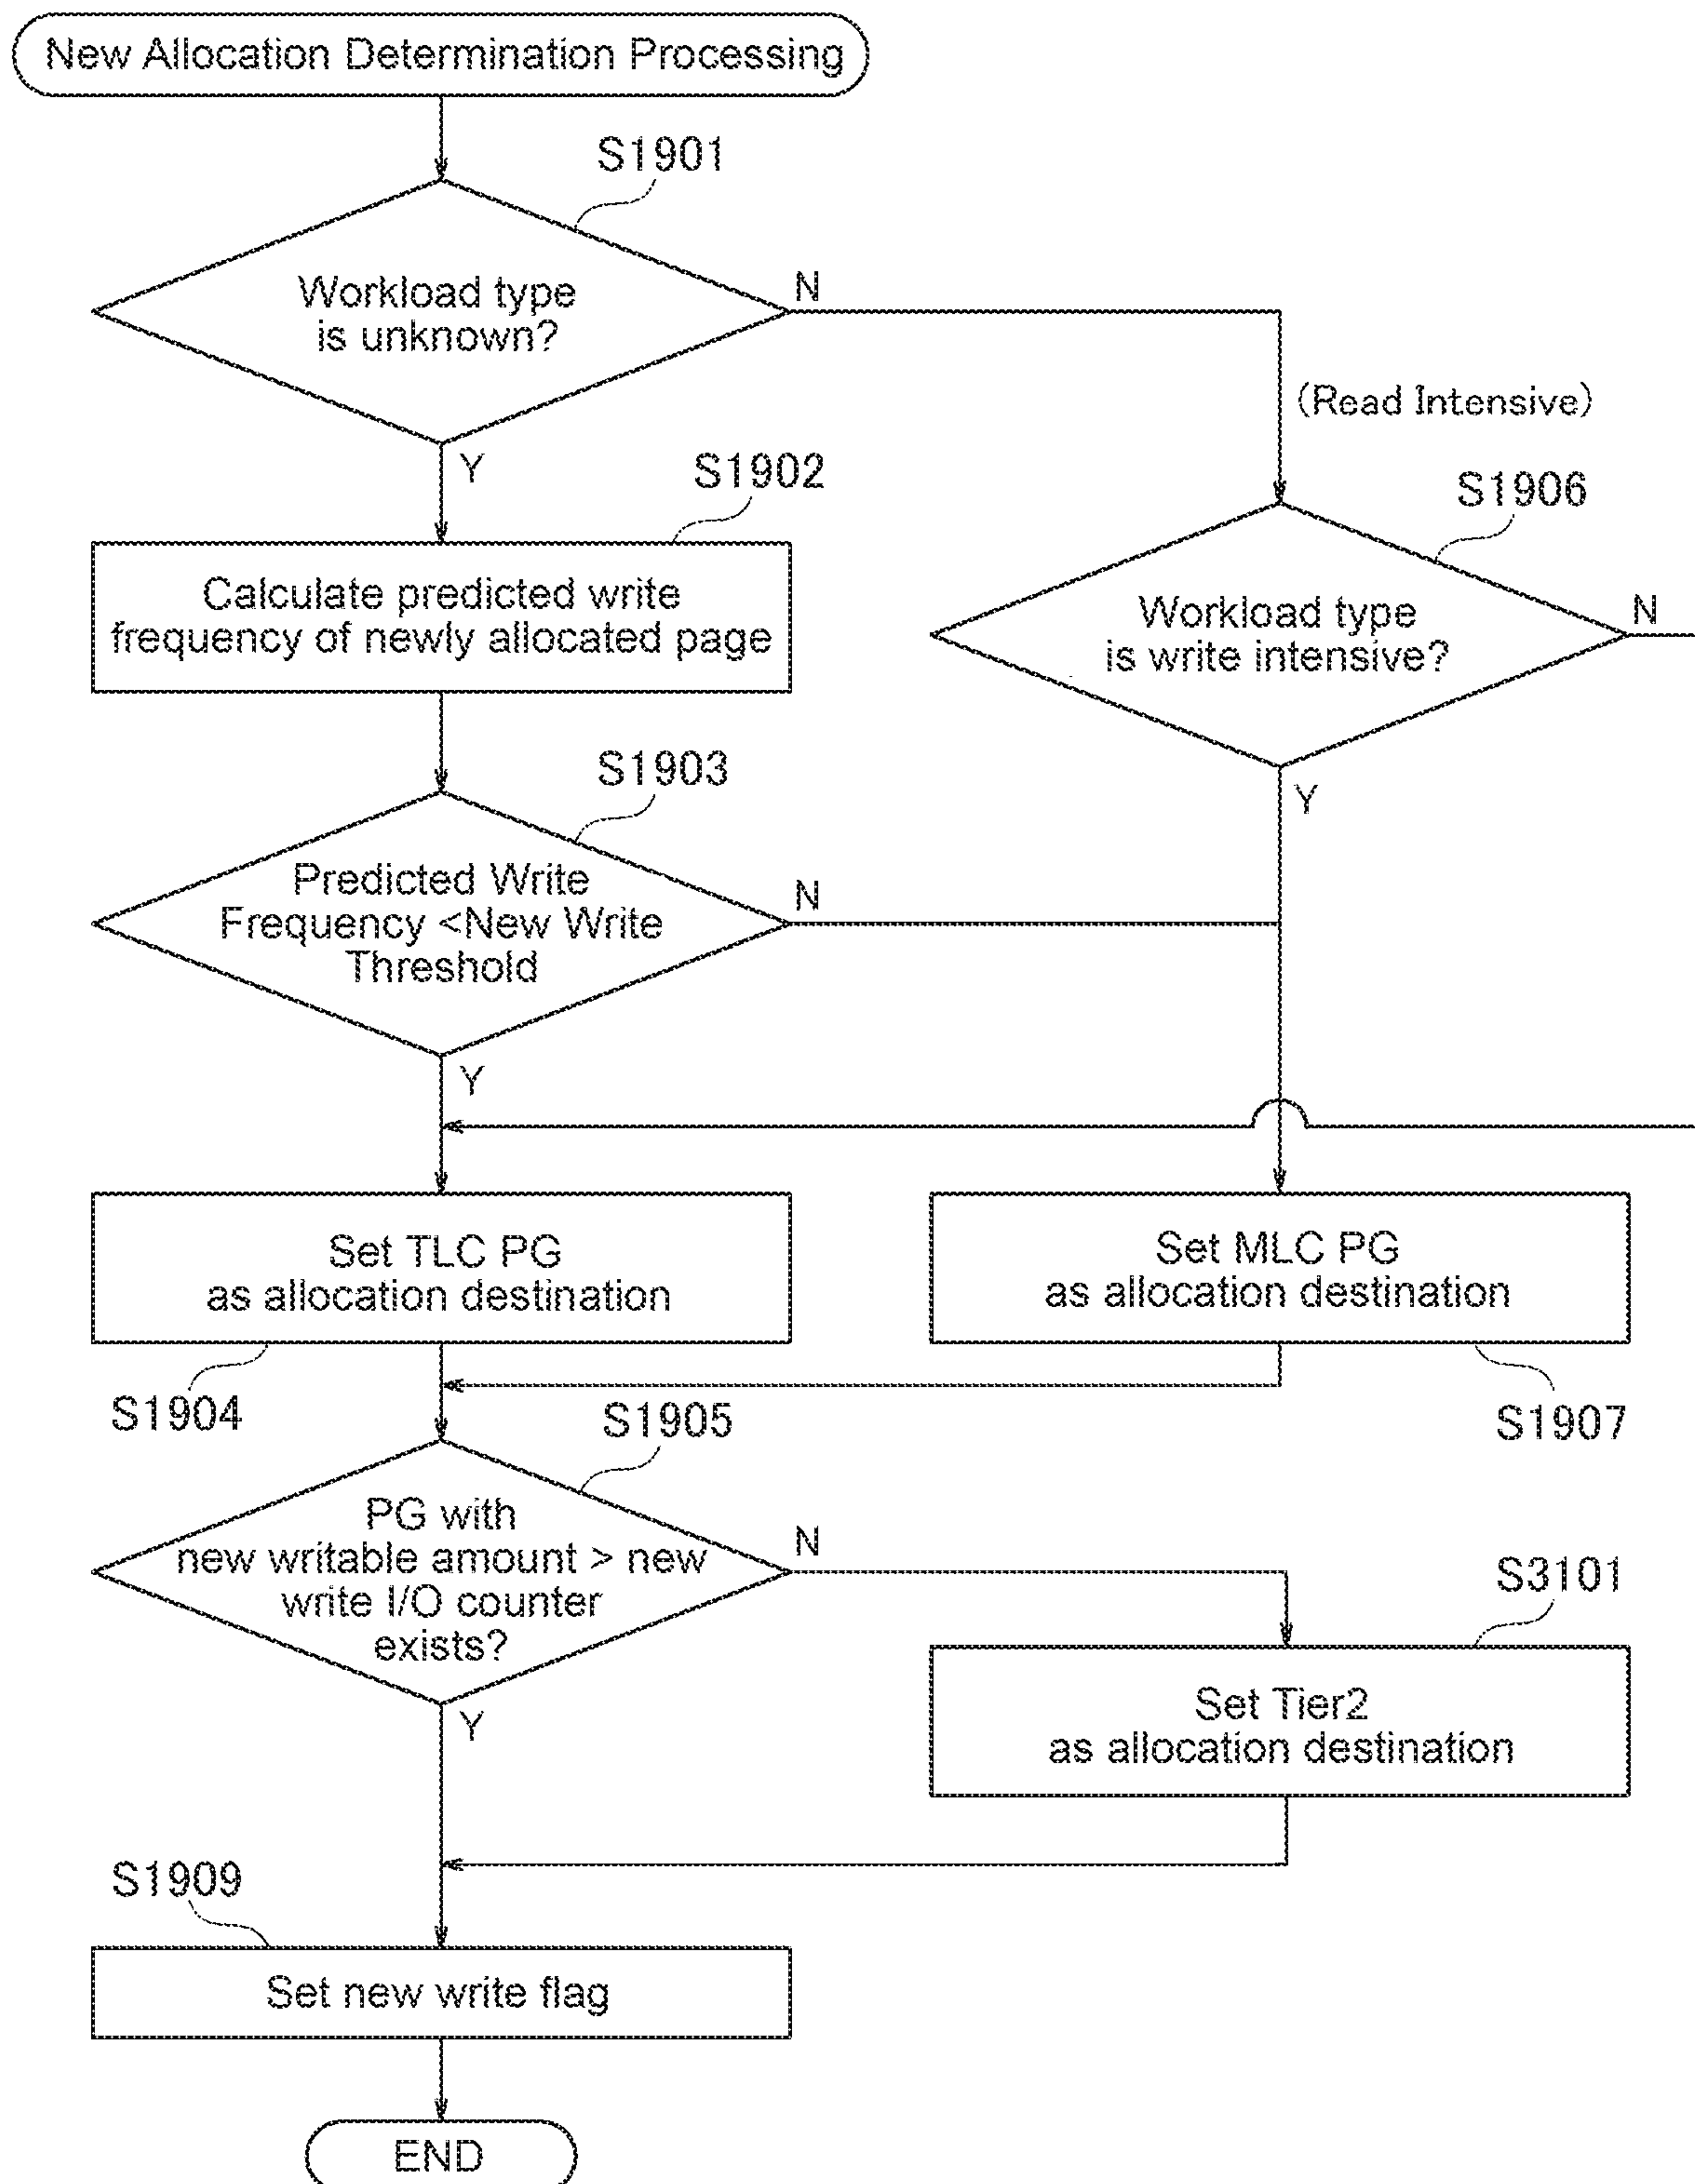 New Allocation Determination Processing
S1901
Workload type
is unknown?
N
Y
(Read Intensive)
S1902
Calculate predicted write
frequency of newly allocated page
S1906
Workload type
is write intensive?
N
Y
S1903
Predicted Write
Frequency <New Write
Threshold
N
Y
Set TLC PG
as allocation destination
S1904
Set MLC PG
as allocation destination
S1907
S1905
PG with
new writable amount > new
write I/O counter
exists?
N
Y
S3101
Set Tier2
as allocation destination
S1909
Set new write flag
END